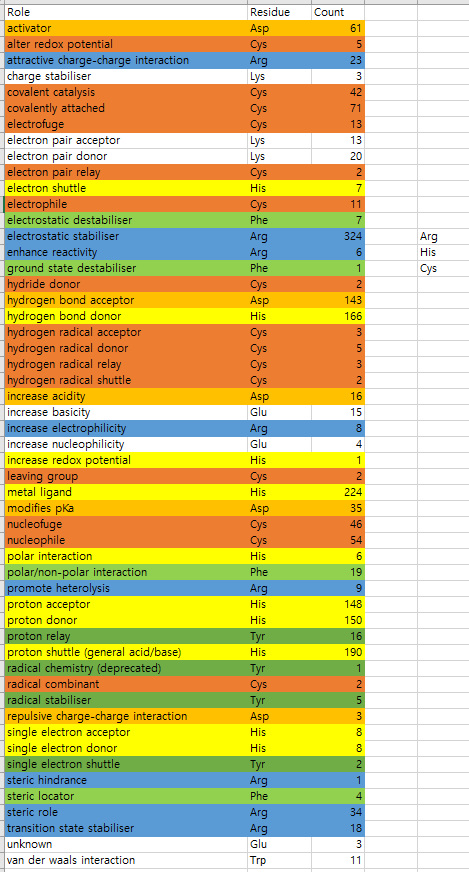 Role Residue Count
activator Asp 61
alter redox potential Cys 5
attractive charge-charge interaction Arg 23
charge stabiliser Lys 3
covalent catalysis Cys 42
covalently attached Cys 71
electrofuge Cys 13
electron pair acceptor Lys 13
electron pair donor Lys 20
electron pair relay Cys 2
electron shuttle His 7
electrophile Cys 11
electrostatic destabiliser Phe 7
electrostatic stabiliser Arg 324 Arg
enhance reactivity Arg 6 His
ground state destabiliser Phe 1 Cys
hydride donor Cys 2
hydrogen bond acceptor Asp 143
hydrogen bond donor His 166
hydrogen radical acceptor Cys 3
hydrogen radical donor Cys 5
hydrogen radical relay Cys 3
hydrogen radical shuttle Cys 2
increase acidity Asp 16
increase basicity Glu 15
increase electrophilicity Arg 8
increase nucleophilicity Glu 4
increase redox potential His 1
leaving group Cys 2
metal ligand His 224
modifies pKa Asp 35
nucleofuge Cys 46
nucleophile Cys 54
polar interaction His 6
polar/non-polar interaction Phe 19
promote heterolysis Arg 9
proton acceptor His 148
proton donor His 150
proton relay Tyr 16
proton shuttle (general acid/base) His 190
radical chemistry (deprecated) Tyr 1
radical combinant Cys 2
radical stabiliser Tyr 5
repulsive charge-charge interaction Asp 3
single electron acceptor His 8
single electron donor His 8
single electron shuttle Tyr 2
steric hindrance Arg 1
steric locator Phe 4
steric role Arg 34
transition state stabiliser Arg 18
unknown Glu 3
van der waals interaction Trp 11